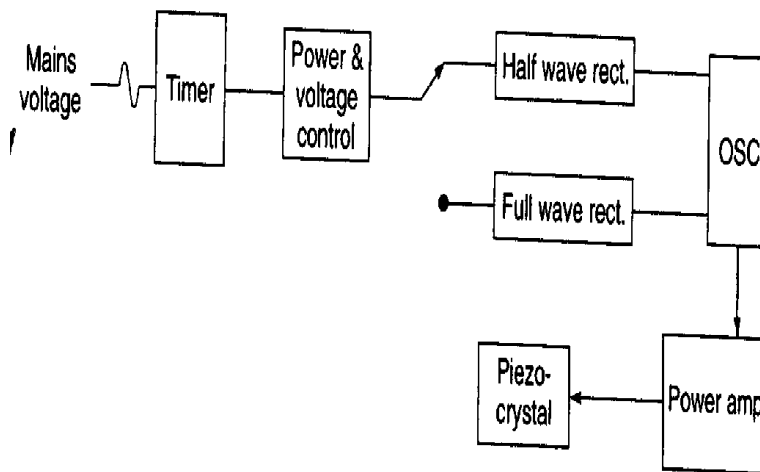 Mains
voltage
Timer
Power &
voltage
control
Half wave rect.
Full wave rect.
OSC
Power amp
Piezo-
crystal